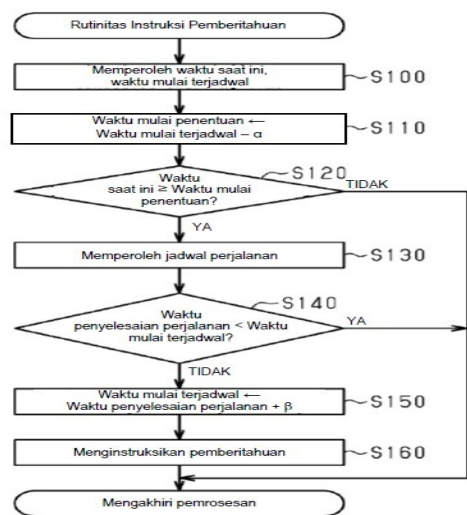 Rutinitas Instruksi Pemberitahuan
Memperoleh waktu saat ini,
waktu mulai terjadwal
S100
Waktu mulai penentuan ←
Waktu mulai terjadwal – α
S110
Waktu
saat ini ≥ Waktu mulai
penentuan?
S120
TIDAK
YA
Memperoleh jadwal perjalanan
S130
Waktu
penyelesaian perjalanan < Waktu
mulai terjadwal?
S140
YA
TIDAK
Waktu mulai terjadwal ←
Waktu penyelesaian perjalanan + β
S150
Menginstruksikan pemberitahuan
S160
Mengakhiri pemrosesan